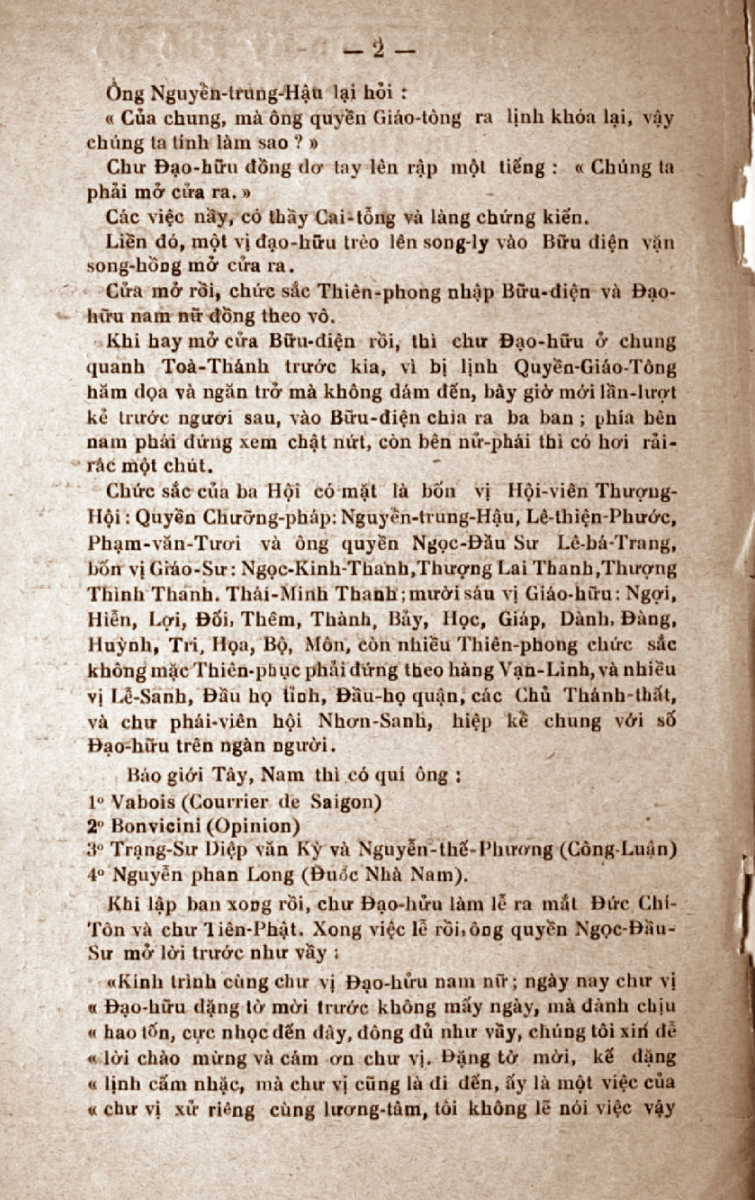 — 2 —
Ông Nguyễn-trung-Hậu lại hỏi :
« Của chung, mà ông quyền Giáo-tông ra lịnh khóa lại, vậy
chúng ta tính làm sao ? »
Chư Đạo-hữu đồng dơ tay lên rập một tiếng : « Chúng ta
phải mở cửa ra. »
Các việc nầy, có thầy Cai-tổng và làng chứng kiến.
Liền đó, một vị đạo-hữu trèo lên song-ly vào Bữu điện vặn
song-hồng mở cửa ra.
Cửa mở rồi, chức sắc Thiên-phong nhập Bữu-điện và Đạo-
hữu nam nữ đồng theo vô.
Khi hay mở cửa Bữu-điện rồi, thì chư Đạo-hữu ở chung
quanh Toà-Thánh trước kia, vì bị lịnh Quyền-Giáo-Tông
hăm dọa và ngăn trở mà không dám đến, bây giờ mới lần-lượt
kẻ trước ngươi sau, vào Bữu-điện chia ra ba ban ; phía bên
nam phái đứng xem chật nứt, còn bên nử-phái thì có hơi rải-
rác một chút.
Chức sắc của ba Hội có mặt là bốn vị Hội-viên Thượng-
Hội : Quyền Chưởng-pháp: Nguyễn-trung-Hậu, Lê-thiện-Phước,
Phạm-văn-Tươi và ông quyền Ngọc-Đầu Sư Lê-bá-Trang,
bốn vị Giáo-Sư : Ngọc-Kinh-Thanh,Thượng Lai Thanh,Thượng
Thình Thanh. Thái-Minh Thanh ; mười sáu vị Giáo-hữu : Ngợi,
Hiển, Lợi, Đối, Thêm, Thành, Bảy, Học, Giáp, Dành, Đàng,
Huỳnh, Tri, Họa, Bộ, Môn, còn nhiều Thiên-phong chức sắc
không mặc Thiên-phục phải đứng theo hàng Vạn-Linh, và nhiều
vị Lễ-Sanh, Đầu họ tỉnh, Đầu-họ quận, các Chủ Thánh-thất,
và chư phái-viên hội Nhơn-Sanh, hiệp kể chung với số
Đạo-hữu trên ngàn người.
Báo giới Tây, Nam thì có quí ông :
1º Vabois (Courrier de Saigon)
2º Bonvicini (Opinion)
3º Trạng-Sư Diệp văn Kỳ và Nguyễn-thế-Phương (Công-Luận)
4º Nguyễn phan Long (Đuốc Nhà Nam).
Khi lập ban xong rồi, chư Đạo-hửu làm lễ ra mắt Đức Chí-
Tôn và chư Tiên-Phật. Xong việc lễ rồi, ông quyền Ngọc-Đầu-
Sư mở lời trước như vầy :
«Kính trình cùng chư vị Đạo-hửu nam nữ ; ngày nay chư vị
« Đạo-hữu dặng tờ mời trước không mấy ngày, mà đành chịu
« hao tốn, cực nhọc đến đây, đông đủ như vầy, chúng tôi xin để
« lời chào mừng và cám ơn chư vị. Đặng tờ mời, kế dặng
« lịnh cấm nhặc, mà chư vị cũng là đi đến, ấy là một việc của
« chư vị xử riêng cùng lương-tâm, tôi không lẽ nói việc vậy